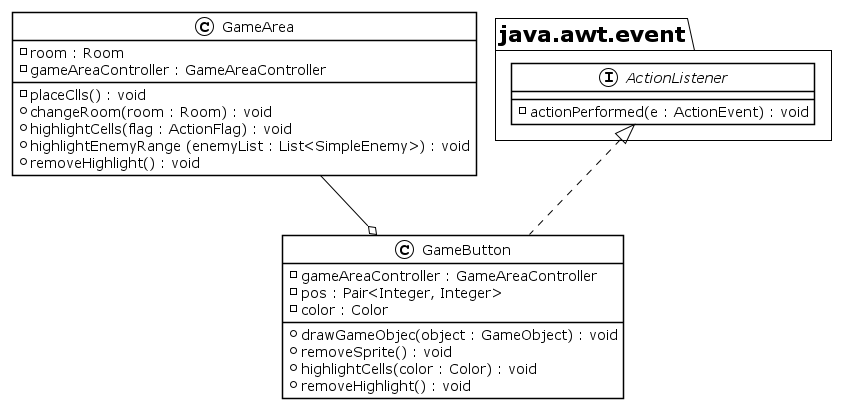 C GameArea
room : Room
gameAreaController : GameAreaController
placeClls() : void
changeRoom(room : Room) : void
highlightCells(flag : ActionFlag) : void
highlightEnemyRange (enemyList : List<SimpleEnemy>) : void
removeHighlight() : void
java.awt.event
I ActionListener
actionPerformed(e : ActionEvent) : void
C GameButton
gameAreaController : GameAreaController
pos : Pair<Integer, Integer>
color : Color
drawGameObjec(object : GameObject) : void
removeSprite() : void
highlightCells(color : Color) : void
removeHighlight() : void